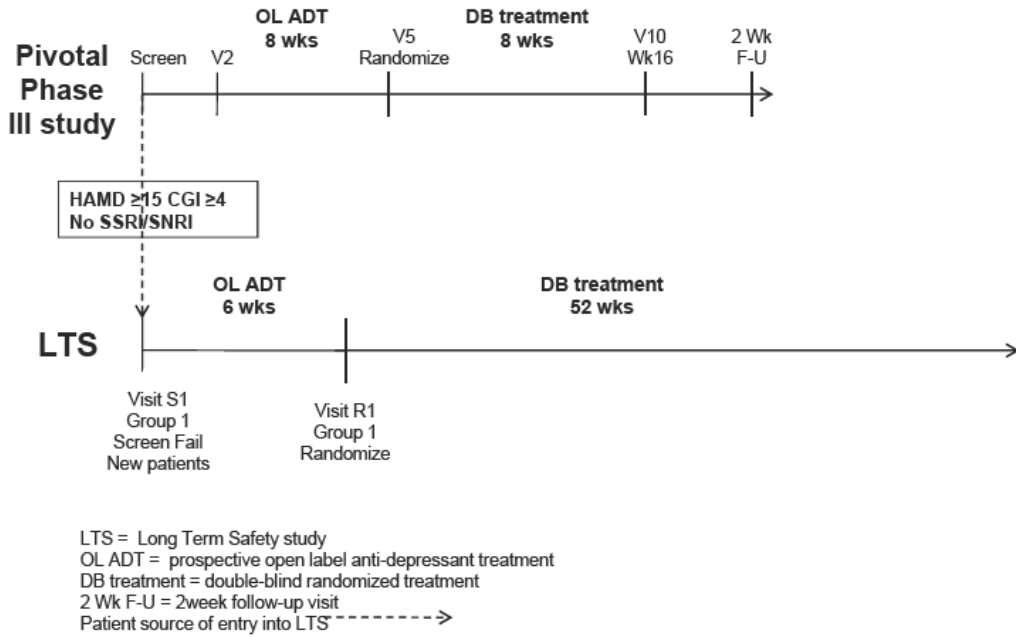 OL ADT
8 wks
DB treatment
8 wks
Pivotal
Phase
III study
Screen
V2
V5
Randomize
V10
Wk16
2 Wk
F-U
HAMD ≥15 CGI ≥4
No SSRI/SNRI
OL ADT
6 wks
DB treatment
52 wks
LTS
Visit S1
Group 1
Screen Fail
New patients
Visit R1
Group 1
Randomize
LTS = Long Term Safety study
OL ADT = prospective open label anti-depressant treatment
DB treatment = double-blind randomized treatment
2 Wk F-U = 2week follow-up visit
Patient source of entry into LTS